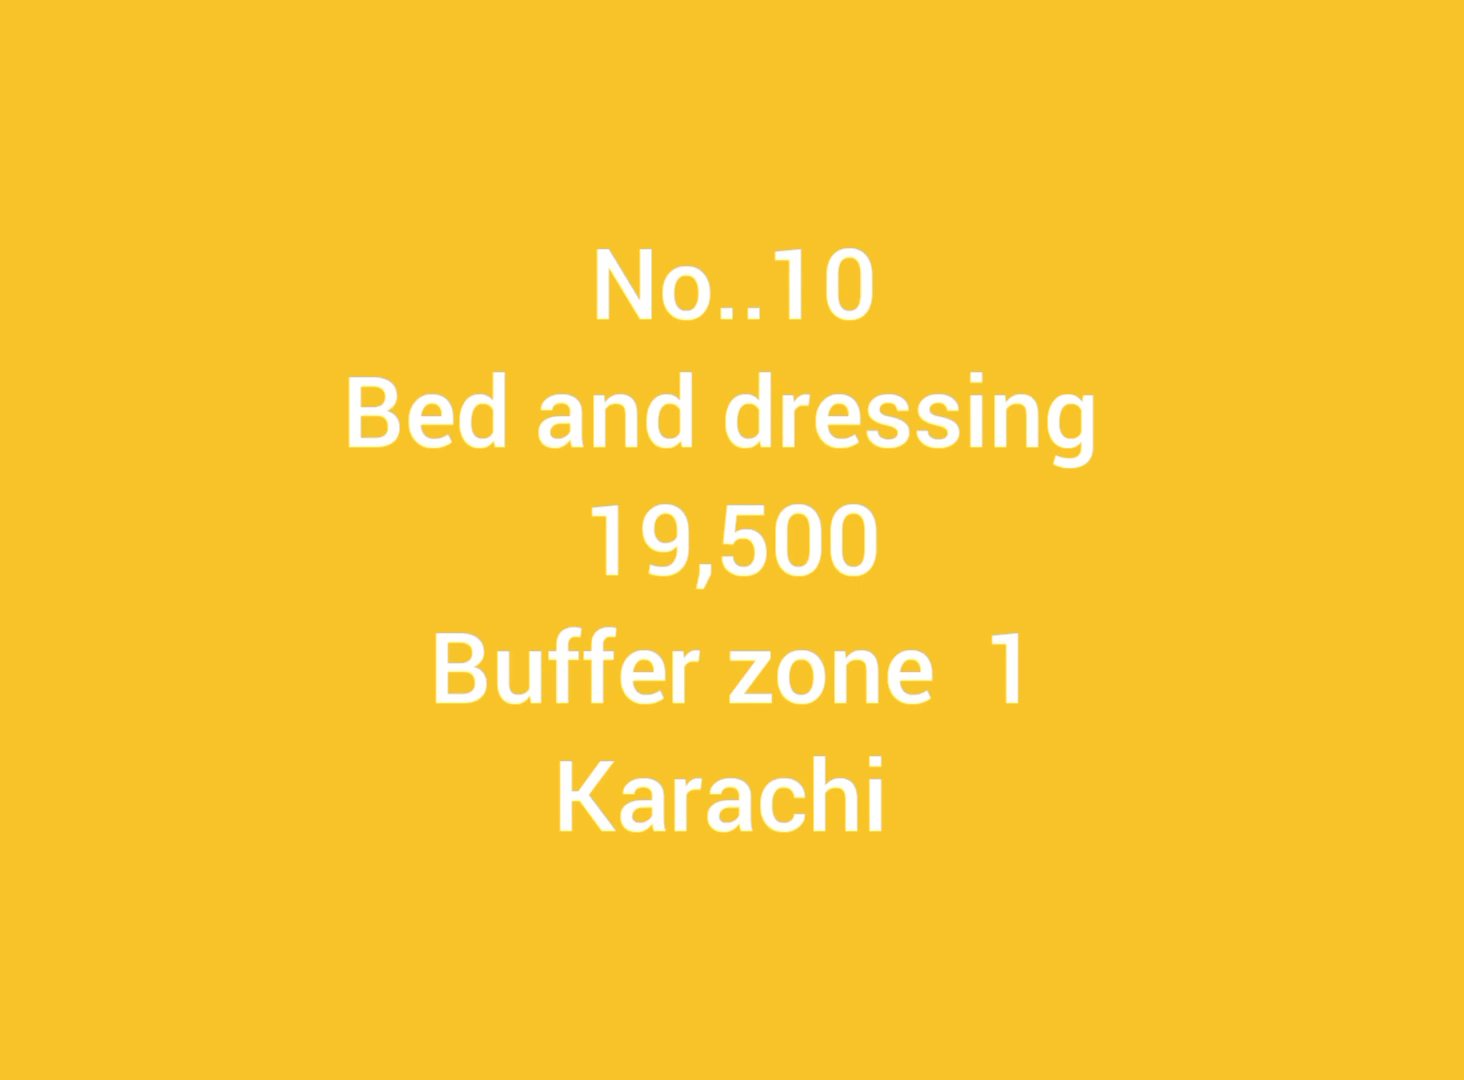 No..10
Bed and dressing
19,500
Buffer zone  1
Karachi